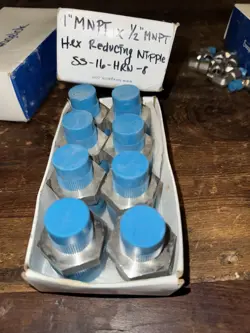 1" MNPT x 1/2" MNPT
Hex Reducing Nipple
SS-16-HRN-8